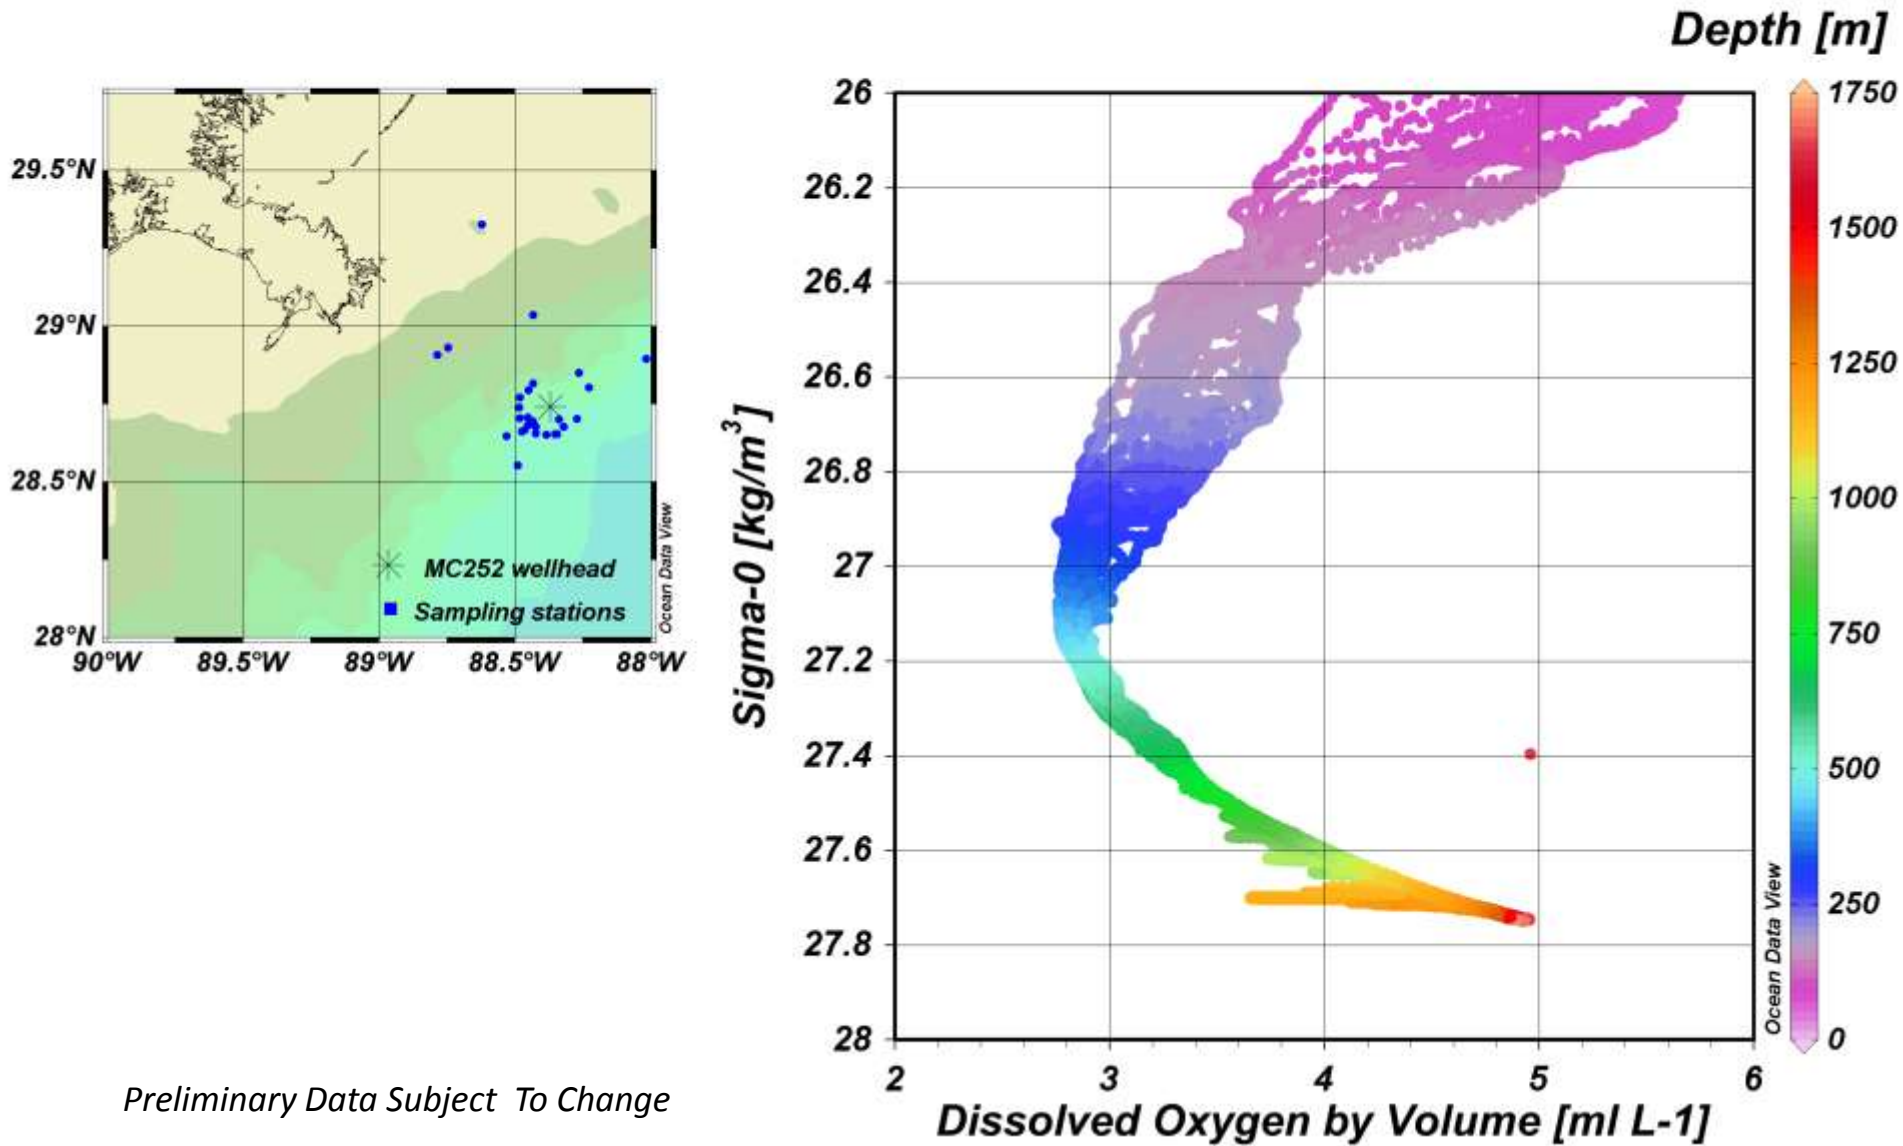 29.5°N
29°N
28.5°N
28°N
90°W 89.5°W 89°W 88.5°W 88°W
MC252 wellhead
Sampling stations
Ocean Data View
Preliminary Data Subject To Change
Sigma-0 [kg/m³]
26
26.2
26.4
26.6
26.8
27
27.2
27.4
27.6
27.8
28
2 3 4 5 6
Dissolved Oxygen by Volume [ml L-1]
Ocean Data View
Depth [m]
1750
1500
1250
1000
750
500
250
0